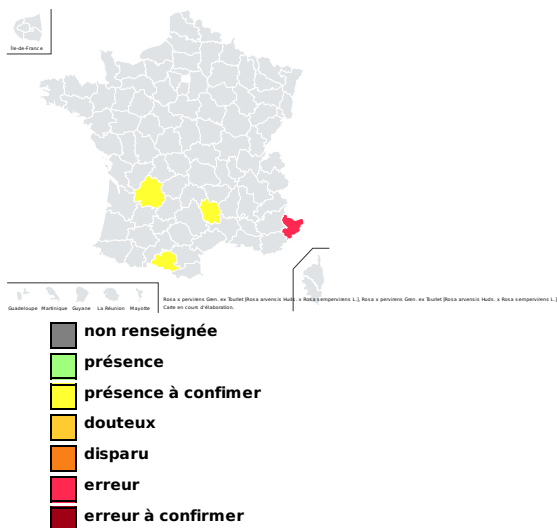 Île-de-France
Guadeloupe Martinique Guyane La Réunion Mayotte
Rosa x pervirens Gren. ex Tourlet [Rosa arvensis Huds. x Rosa sempervirens L.], Rosa x pervirens Gren. ex Tourlet [Rosa arvensis Huds. x Rosa sempervirens L.]
Carte en cours d'élaboration.
non renseignée
présence
présence à confimer
douteux
disparu
erreur
erreur à confirmer